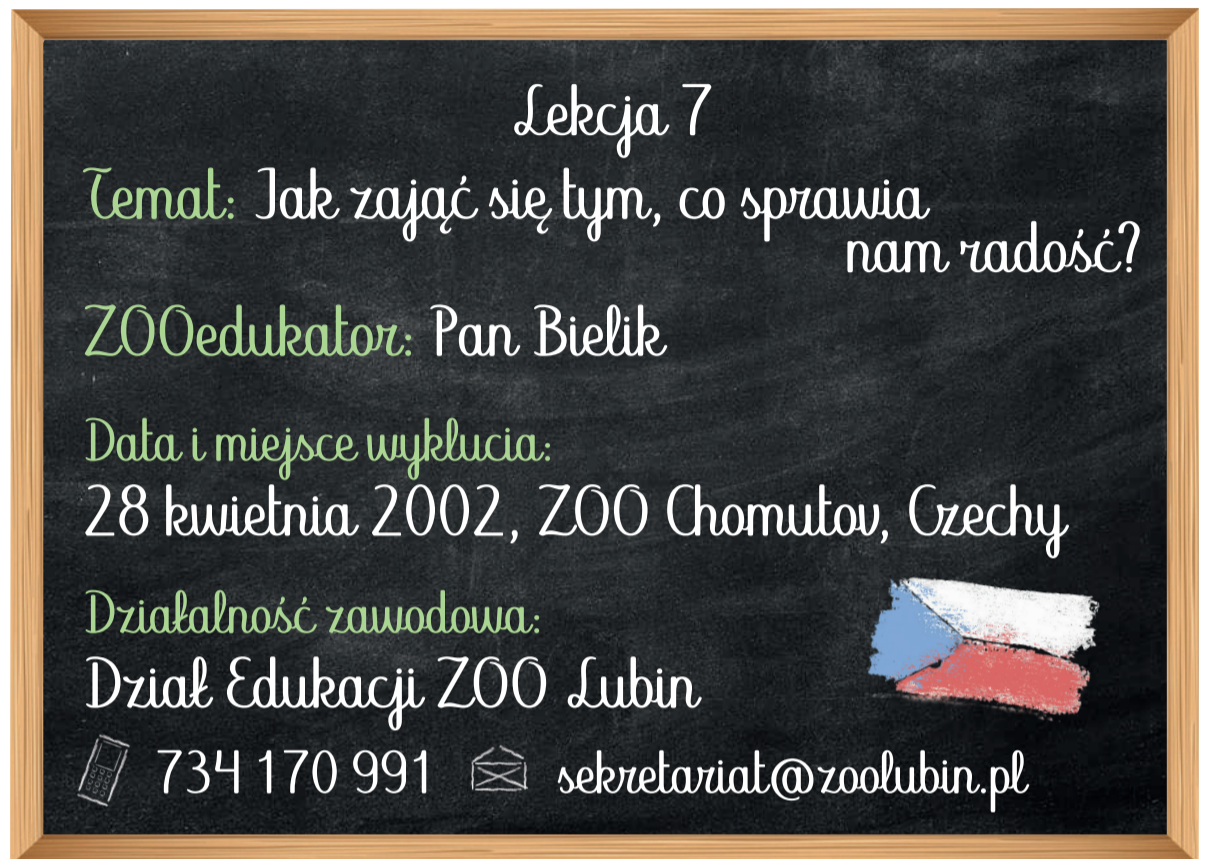 Lekcja 7
Temat: Jak zająć się tym, co sprawia
nam radość?
ZOOedukator: Pan Bielik
Data i miejsce wyklucia:
28 kwietnia 2002, ZOO Chomutov, Czechy
Działalność zawodowa:
Dział Edukacji ZOO Lubin
734 170 991 sekretariat@zoolubin.pl